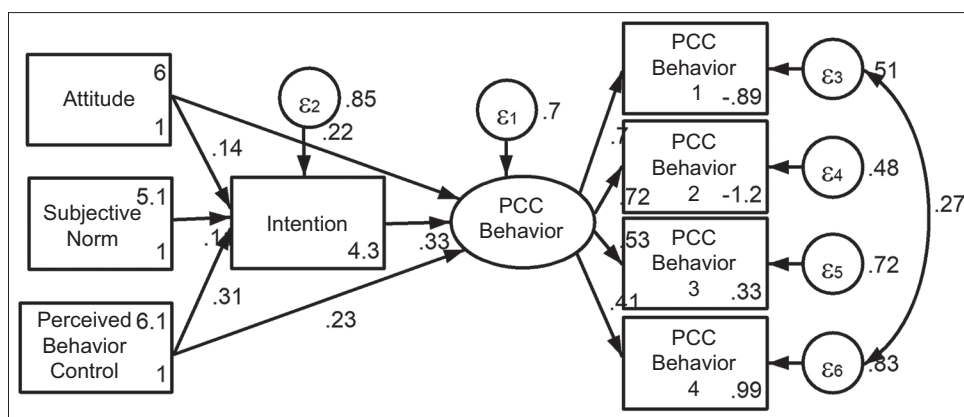 6
Attitude
1
5.1
Subjective
Norm
1
Perceived 6.1
Behavior
Control
1
ε2 .85
.22
.14
.31
Intention
4.3
.33
.23
ε1 .7
PCC
Behavior
.7
.72
.53
.41
PCC
Behavior
1 -.89
ε3 .51
PCC
Behavior
2 -1.2
ε4 .48
PCC
Behavior
3 .33
ε5 .72
PCC
Behavior
4 .99
ε6 .83
.27